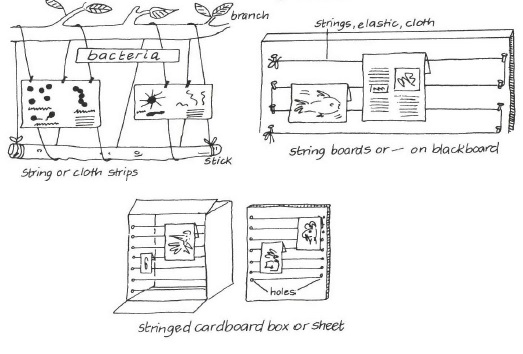 branch
bacteria
stick
string or cloth strips
strings, elastic, cloth
string boards or — on blackboard
holes
stringed cardboard box or sheet